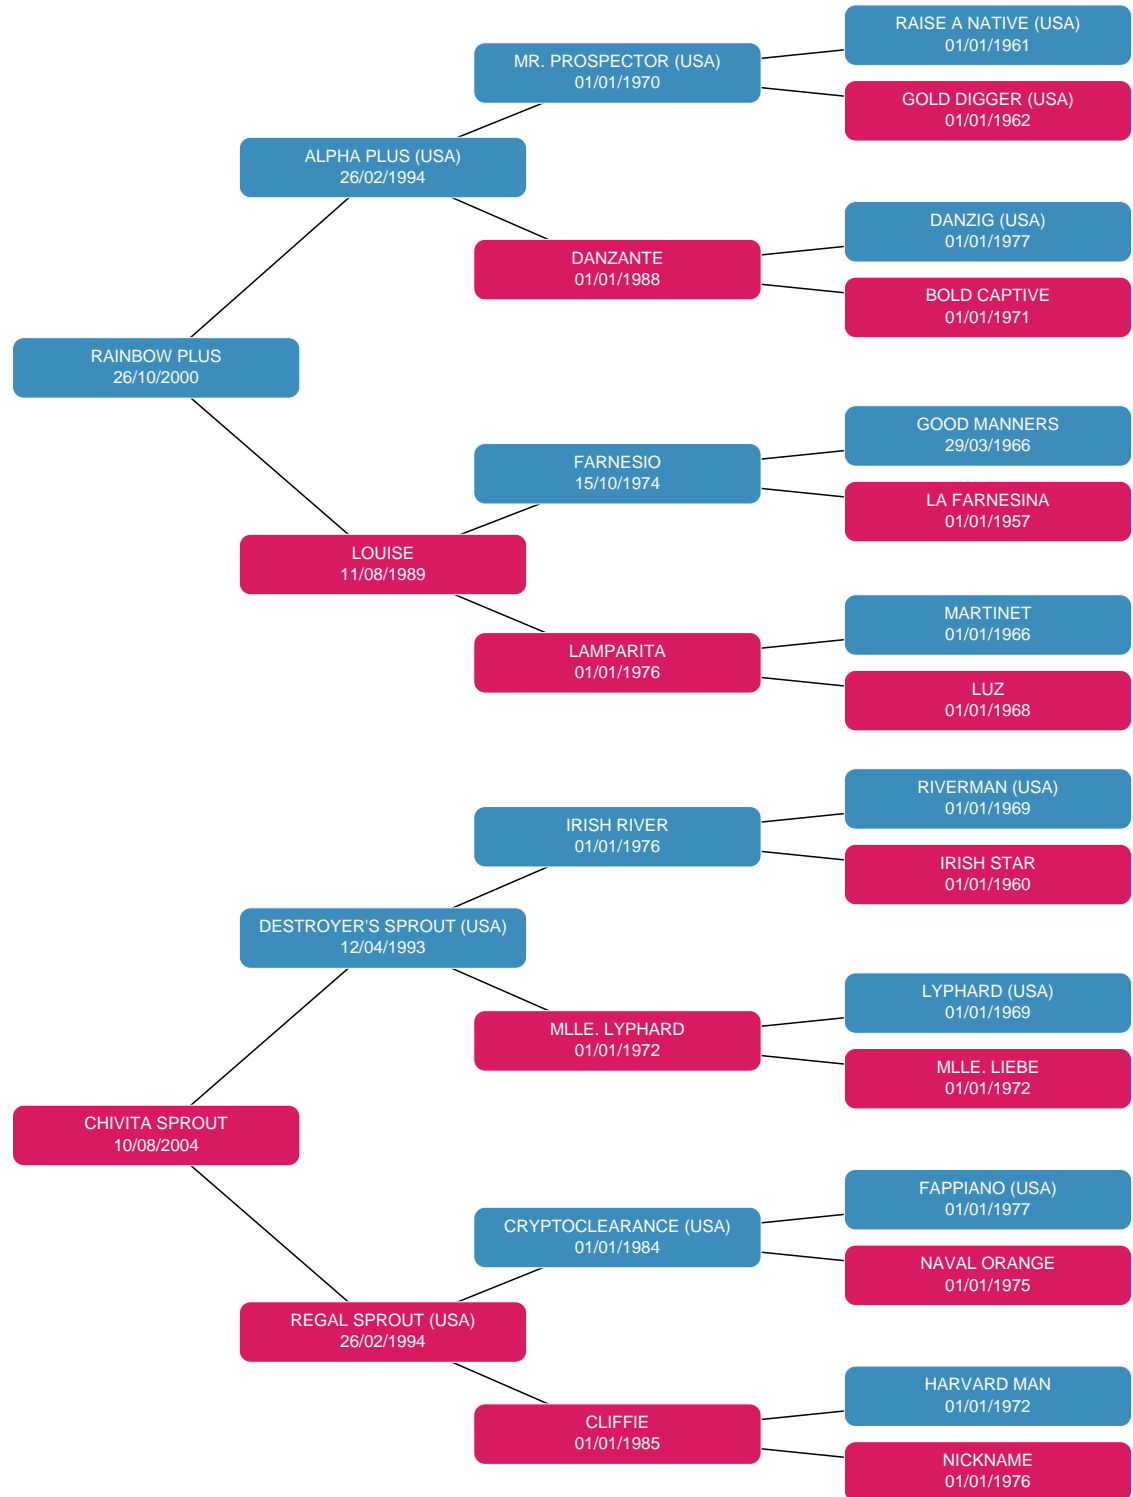 RAISE A NATIVE (USA)
01/01/1961
MR. PROSPECTOR (USA)
01/01/1970
GOLD DIGGER (USA)
01/01/1962
ALPHA PLUS (USA)
26/02/1994
DANZIG (USA)
01/01/1977
DANZANTE
01/01/1988
BOLD CAPTIVE
01/01/1971
RAINBOW PLUS
26/10/2000
GOOD MANNERS
29/03/1966
FARNESIO
15/10/1974
LA FARNESINA
01/01/1957
LOUISE
11/08/1989
MARTINET
01/01/1966
LAMPARITA
01/01/1976
LUZ
01/01/1968
RIVERMAN (USA)
01/01/1969
IRISH RIVER
01/01/1976
IRISH STAR
01/01/1960
DESTROYER'S SPROUT (USA)
12/04/1993
LYPHARD (USA)
01/01/1969
MLLE. LYPHARD
01/01/1972
MLLE. LIEBE
01/01/1972
CHIVITA SPROUT
10/08/2004
FAPPIANO (USA)
01/01/1977
CRYPTOCLEARANCE (USA)
01/01/1984
NAVAL ORANGE
01/01/1975
REGAL SPROUT (USA)
26/02/1994
HARVARD MAN
01/01/1972
CLIFFIE
01/01/1985
NICKNAME
01/01/1976